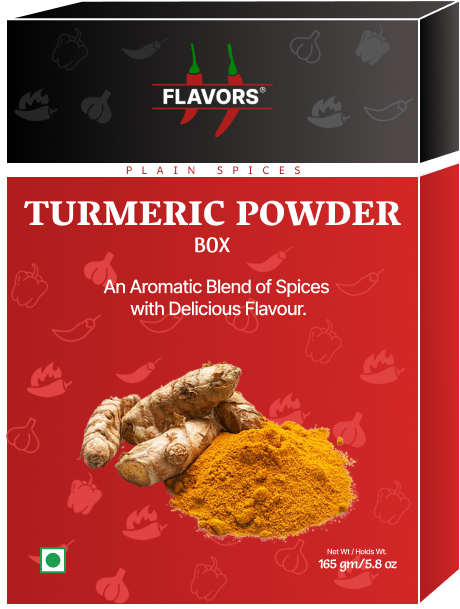 FLAVORS®
PLAIN SPICES
TURMERIC POWDER
BOX
An Aromatic Blend of Spices
with Delicious Flavour.
Net Wt / Holds Wt.
165 gm/5.8 oz